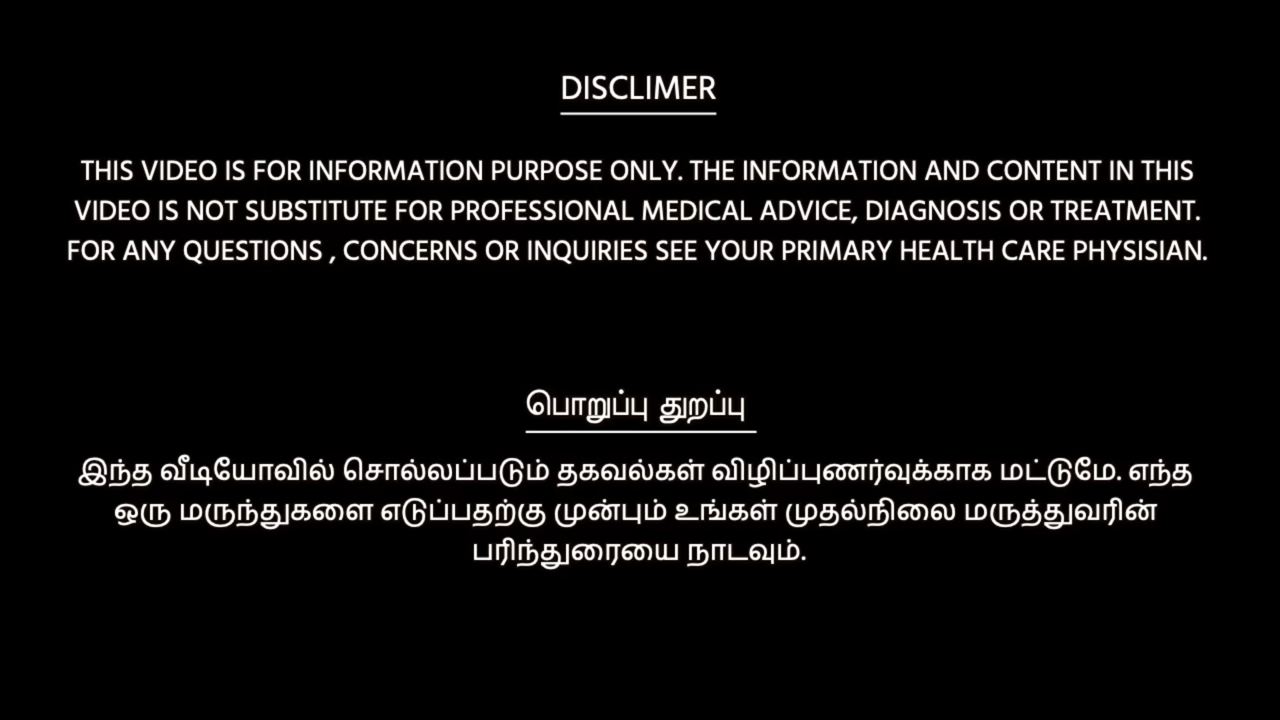 DISCLIMER
THIS VIDEO IS FOR INFORMATION PURPOSE ONLY. THE INFORMATION AND CONTENT IN THIS
VIDEO IS NOT SUBSTITUTE FOR PROFESSIONAL MEDICAL ADVICE, DIAGNOSIS OR TREATMENT.
FOR ANY QUESTIONS , CONCERNS OR INQUIRIES SEE YOUR PRIMARY HEALTH CARE PHYSISIAN.
பொறுப்பு துறப்பு
இந்த வீடியோவில் சொல்லப்படும் தகவல்கள் விழிப்புணர்வுக்காக மட்டுமே. எந்த
ஒரு மருந்துகளை எடுப்பதற்கு முன்பும் உங்கள் முதல்நிலை மருத்துவரின்
பரிந்துரையை நாடவும்.